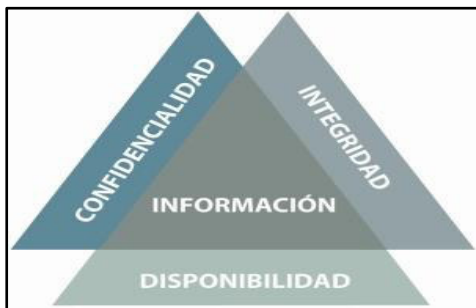 CONFIDENCIALIDAD
INTEGRIDAD
INFORMACIÓN
DISPONIBILIDAD